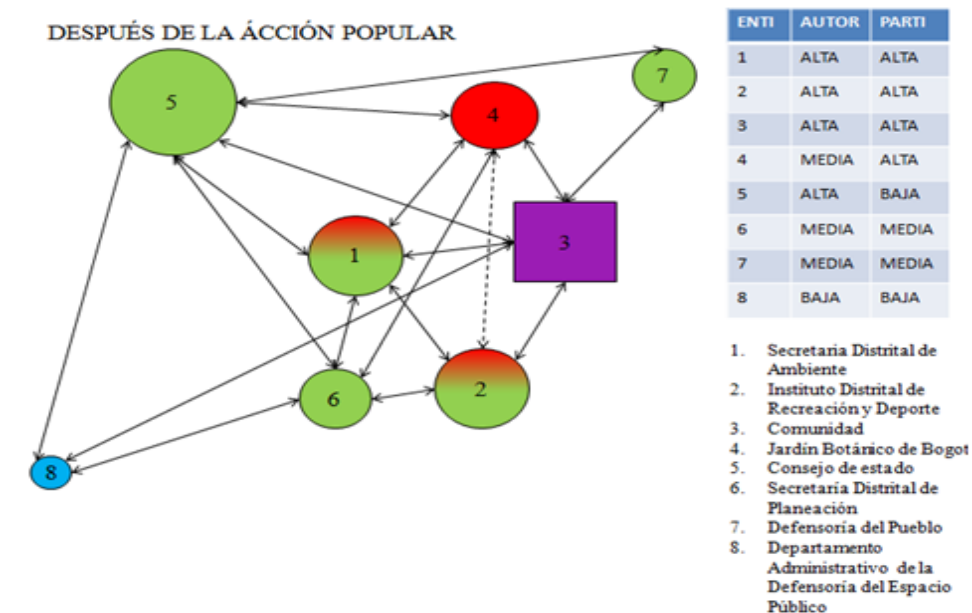 DESPUÉS DE LA ÁCCIÓN POPULAR
5
7
4
1
3
6
2
8
ENTI AUTOR PARTI
1 ALTA ALTA
2 ALTA ALTA
3 ALTA ALTA
4 MEDIA ALTA
5 ALTA BAJA
6 MEDIA MEDIA
7 MEDIA MEDIA
8 BAJA BAJA
1. Secretaria Distrital de
Ambiente
2. Instituto Distrital de
Recreación y Deporte
3. Comunidad
4. Jardín Botánico de Bogot
5. Consejo de estado
6. Secretaría Distrital de
Planeación
7. Defensoría del Pueblo
8. Departamento
Administrativo de la
Defensoría del Espacio
Público